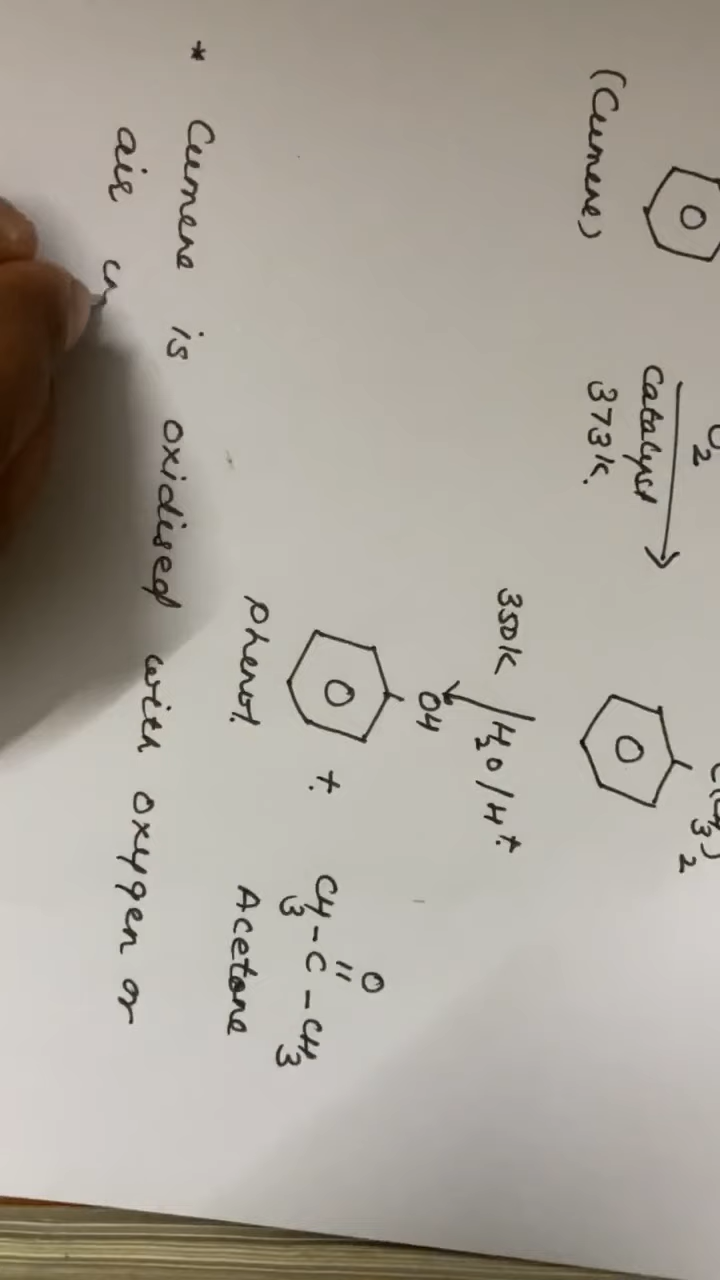 O2
(Cumene) Catalyst
373K.
C(CH3)2
350K / H2O / H+.
OH
O
+. CH3-C-CH3
phenol. Acetone
* Cumene is oxidised with oxygen or
air